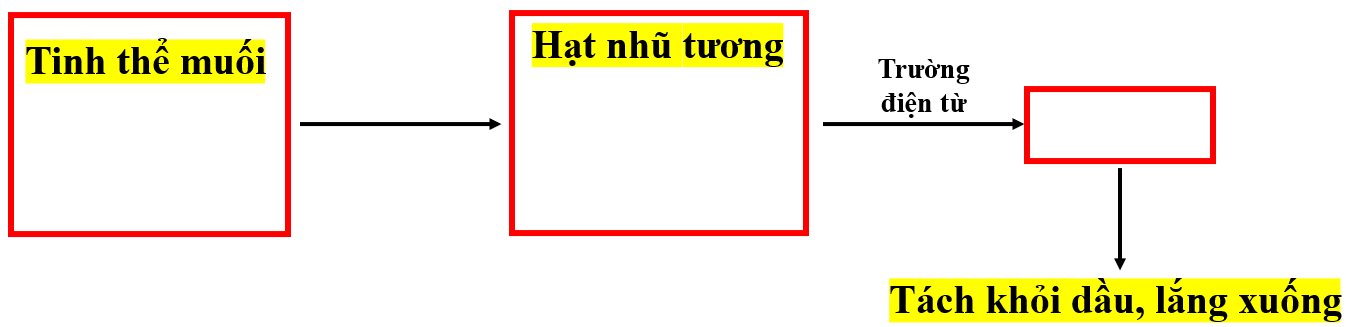 Tinh thể muối
Hạt nhũ tương
Trường
điện từ
Tách khỏi dầu, lắng xuống